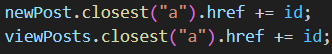 newPost.closest("a").href += id;
viewPosts.closest("a").href += id;